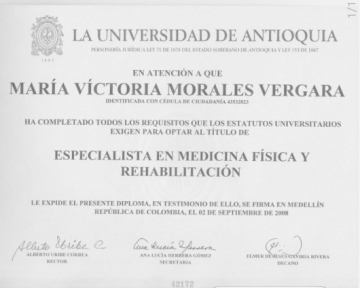 1/1
LA UNIVERSIDAD DE ANTIOQUIA
PERSONERÍA JURÍDICA LEY 71 DE 1878 DEL ESTADO SOBERANO DE ANTIOQUIA Y LEY 153 DE 1887
1803
EN ATENCIÓN A QUE
MARÍA VÍCTORIA MORALES VERGARA
IDENTIFICADA CON CÉDULA DE CIUDADANÍA
HA COMPLETADO TODOS LOS REQUISITOS QUE LOS ESTATUTOS UNIVERSITARIOS
EXIGEN PARA OPTAR AL TÍTULO DE
ESPECIALISTA EN MEDICINA FÍSICA Y
REHABILITACIÓN
LE EXPIDE EL PRESENTE DIPLOMA, EN TESTIMONIO DE ELLO, SE FIRMA EN MEDELLÍN
REPÚBLICA DE COLOMBIA, EL 02 DE SEPTIEMBRE DE 2008
Alberto Uribe C
ALBERTO URIBE CORREA
RECTOR
Ana Lucía Herrera
ANA LUCÍA HERRERA GÓMEZ
SECRETARIA
ELMER GAVIRIA RIVERA
DECANO
42172